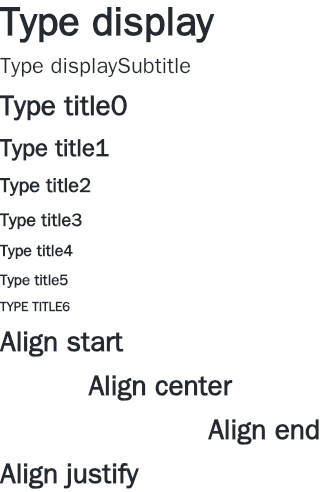 Type display
Type displaySubtitle
Type title0
Type title1
Type title2
Type title3
Type title4
Type title5
TYPE TITLE6
Align start
Align center
Align end
Align justify